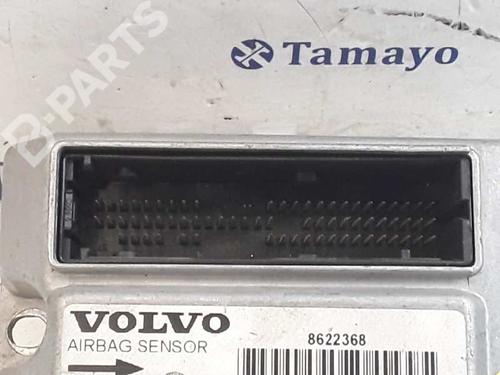 B-PARTS
Tamayo
VOLVO
AIRBAG SENSOR
8622368